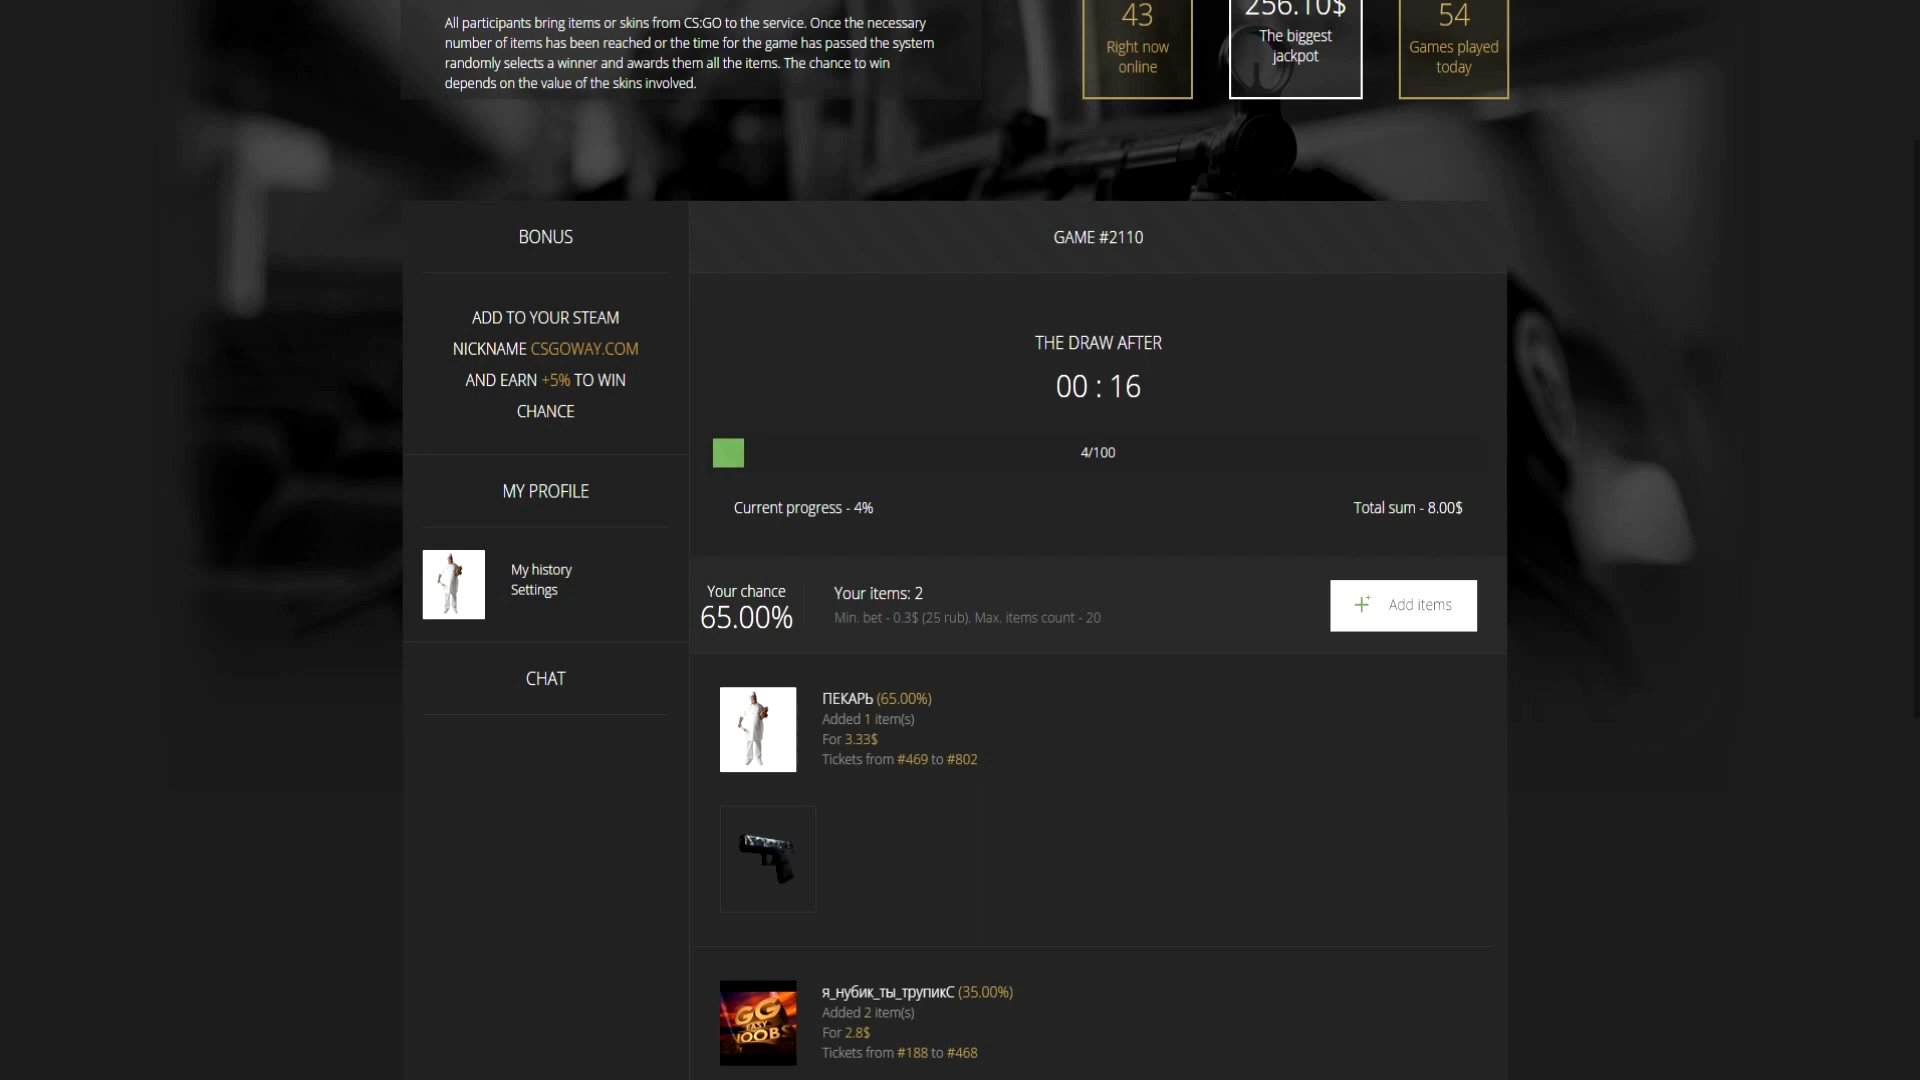 All participants bring items or skins from CS:GO to the service. Once the necessary
number of items has been reached or the time for the game has passed the system
randomly selects a winner and awards them all the items. The chance to win
depends on the value of the skins involved.
43
Right now
online
256.10$
The biggest
jackpot
54
Games played
today
BONUS
ADD TO YOUR STEAM
NICKNAME CSGOWAY.COM
AND EARN +5% TO WIN
CHANCE
MY PROFILE
My history
Settings
CHAT
GAME #2110
THE DRAW AFTER
00 : 16
4/100
Current progress - 4%
Total sum - 8.00$
Your chance
65.00%
Your items: 2
Min. bet - 0.3$ (25 rub). Max. items count - 20
Add items
ПЕКАРЬ (65.00%)
Added 1 item(s)
For 3.33$
Tickets from #469 to #802
GG
EASY
NOOBS
я_нубик_ты_трупикС (35.00%)
Added 2 item(s)
For 2.8$
Tickets from #188 to #468